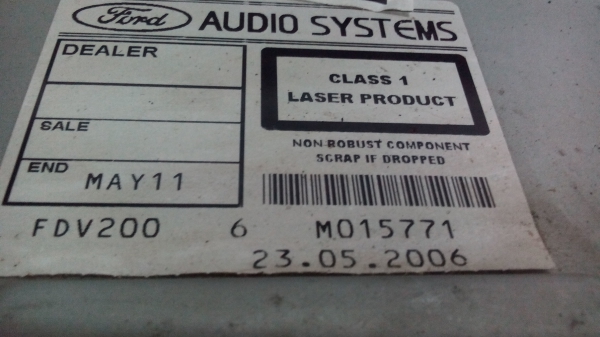 Ford AUDIO SYSTEMS
DEALER
CLASS 1
LASER PRODUCT
SALE
NON ROBUST COMPONENT
SCRAP IF DROPPED
END MAY11
FDV200 6 M015771
23.05.2006